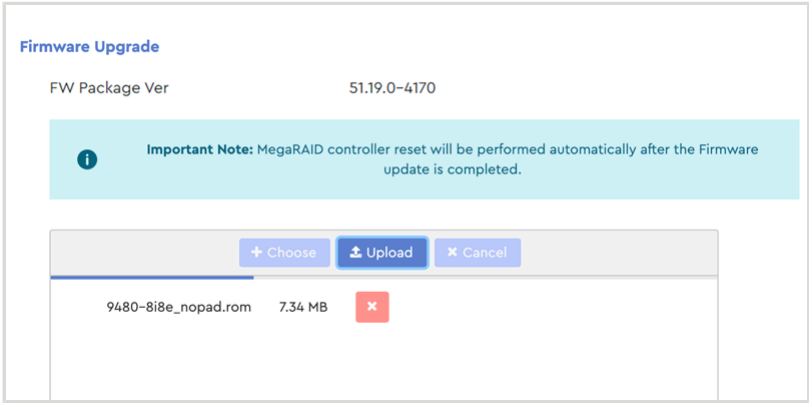 Firmware Upgrade
FW Package Ver 51.19.0-4170
Important Note: MegaRAID controller reset will be performed automatically after the Firmware
update is completed.
+ Choose Upload × Cancel
9480-8i8e_nopad.rom 7.34 MB ×